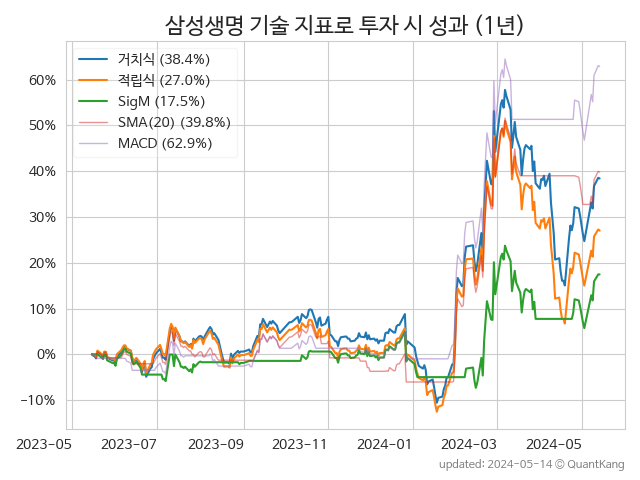 삼성생명 기술 지표로 투자 시 성과 (1년)
거치식 (38.4%)
적립식 (27.0%)
SigM (17.5%)
SMA(20) (39.8%)
MACD (62.9%)
60%
50%
40%
30%
20%
10%
0%
−10%
2023-05 2023-07 2023-09 2023-11 2024-01 2024-03 2024-05
updated: 2024-05-14 © QuantKang